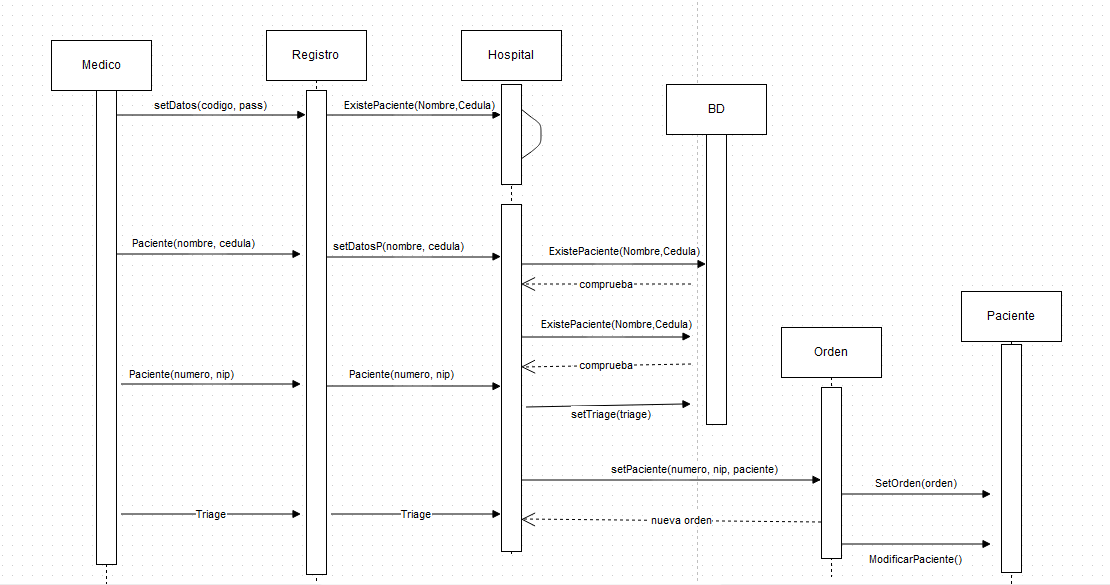 Medico
Registro
Hospital
BD
setDatos(codigo, pass)
ExistePaciente(Nombre,Cedula)
Paciente(nombre, cedula)
setDatosP(nombre, cedula)
ExistePaciente(Nombre,Cedula)
comprueba
Paciente
ExistePaciente(Nombre,Cedula)
Orden
comprueba
Paciente(numero, nip)
Paciente(numero, nip)
setTriage(triage)
setPaciente(numero, nip, paciente)
SetOrden(orden)
Triage
Triage
nueva orden
ModificarPaciente()